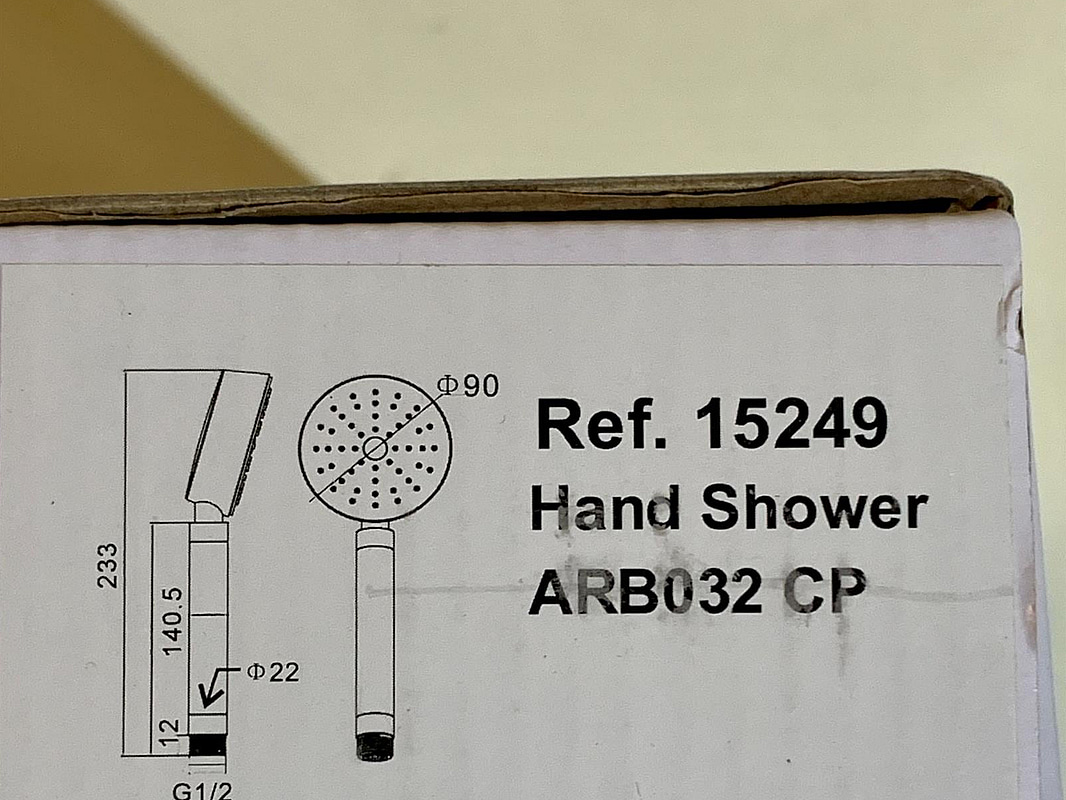 Φ90
Ref. 15249
Hand Shower
ARB032 CP
233
140.5
Φ22
12
G1/2